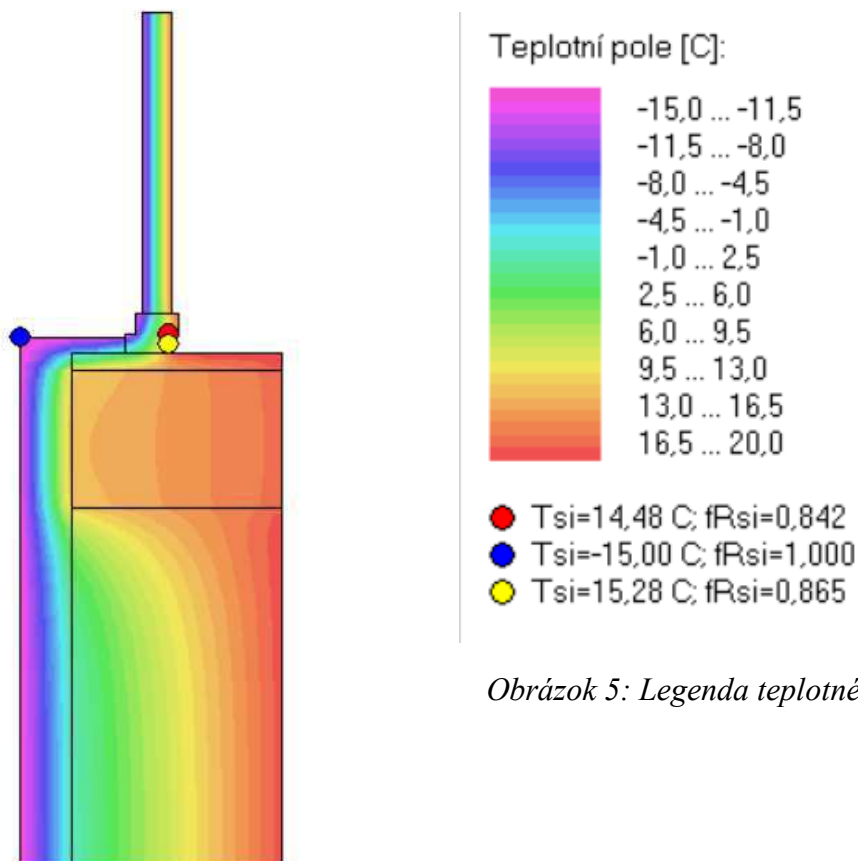 Teplotní pole [C]:
-15,0 ... -11,5
-11,5 ... -8,0
-8,0 ... -4,5
-4,5 ... -1,0
-1,0 ... 2,5
2,5 ... 6,0
6,0 ... 9,5
9,5 ... 13,0
13,0 ... 16,5
16,5 ... 20,0
Tsi=14,48 C; fRsi=0,842
Tsi=-15,00 C; fRsi=1,000
Tsi=15,28 C; fRsi=0,865
Obrázok 5: Legenda teplotné